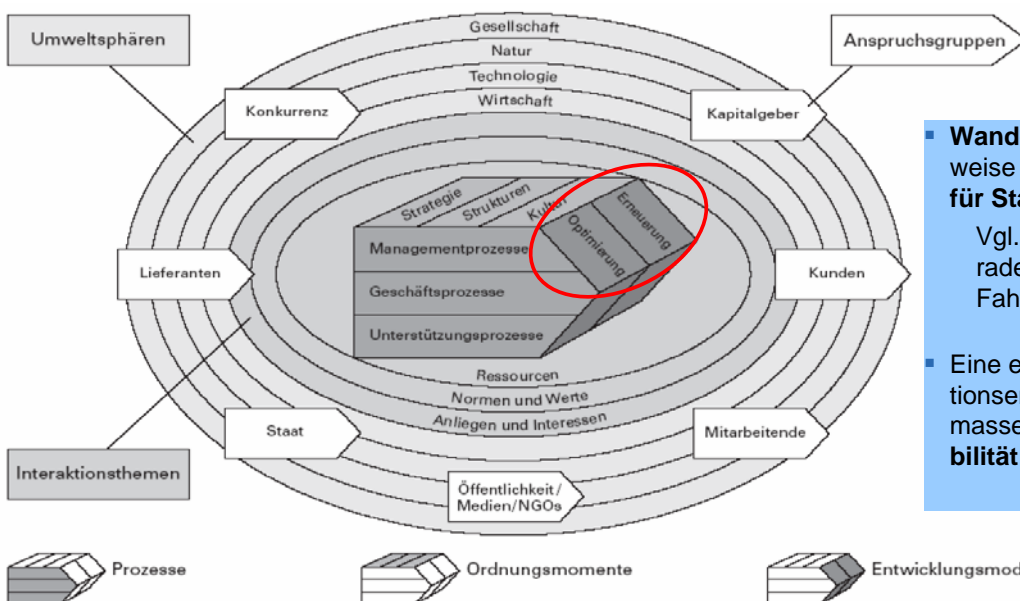 Gesellschaft
Umweltsphären
Anspruchsgruppen
Natur
Technologie
Wirtschaft
Konkurrenz
Kapitalgeber
Strategie
Strukturen
Kultur
Optimierung
Erneuerung
Managementprozesse
Geschäftsprozesse
Unterstützungsprozesse
Lieferanten
Kunden
Ressourcen
Normen und Werte
Anliegen und Interessen
Staat
Mitarbeitende
Interaktionsthemen
Öffentlichkeit/
Medien/NGOs
Prozesse
Ordnungsmomente
Entwicklungsmod
Wand
weise
für Sta
Vgl.
rade
Fah
Eine e
tionser
masse
bilität